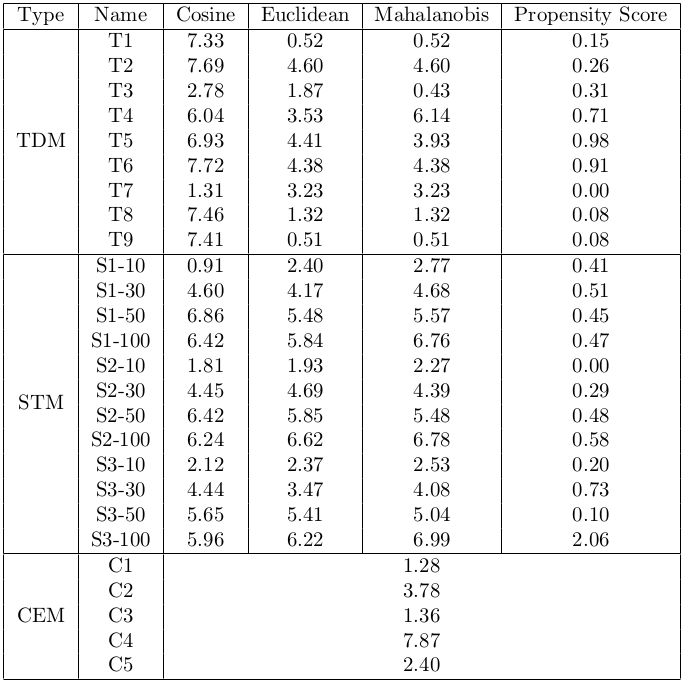 Type Name Cosine Euclidean Mahalanobis Propensity Score
T1 7.33 0.52 0.52 0.15
T2 7.69 4.60 4.60 0.26
T3 2.78 1.87 0.43 0.31
T4 6.04 3.53 6.14 0.71
TDM T5 6.93 4.41 3.93 0.98
T6 7.72 4.38 4.38 0.91
T7 1.31 3.23 3.23 0.00
T8 7.46 1.32 1.32 0.08
T9 7.41 0.51 0.51 0.08
S1-10 0.91 2.40 2.77 0.41
S1-30 4.60 4.17 4.68 0.51
S1-50 6.86 5.48 5.57 0.45
S1-100 6.42 5.84 6.76 0.47
S2-10 1.81 1.93 2.27 0.00
S2-30 4.45 4.69 4.39 0.29
STM
S2-50 6.42 5.85 5.48 0.48
S2-100 6.24 6.62 6.78 0.58
S3-10 2.12 2.37 2.53 0.20
S3-30 4.44 3.47 4.08 0.73
S3-50 5.65 5.41 5.04 0.10
S3-100 5.96 6.22 6.99 2.06
C1 1.28
C2 3.78
CEM C3 1.36
C4 7.87
C5 2.40